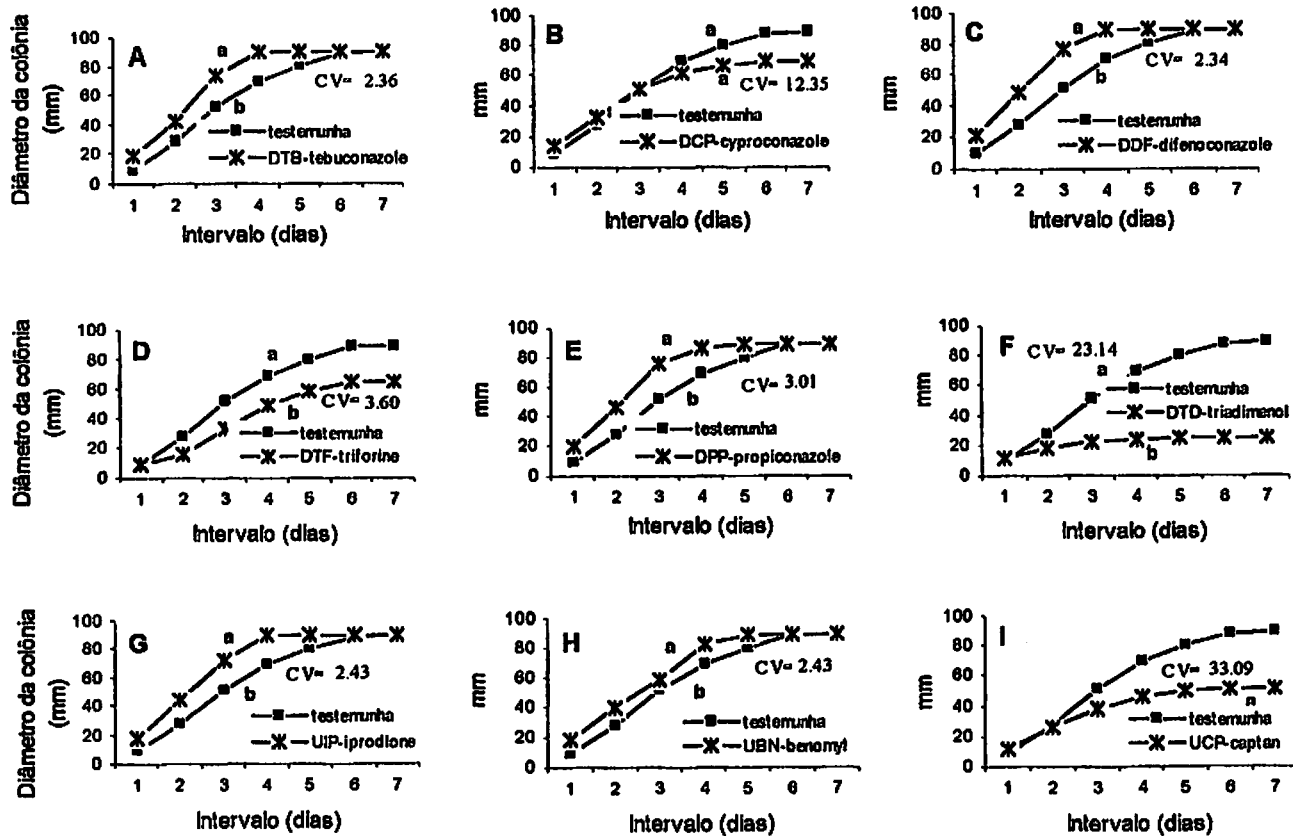 Diâmetro da colônia
(mm)
A
100
80
60
40
20
0
a
b
CV= 2.36
testemunha
DTB-tebuconazole
1 2 3 4 5 6 7
Intervalo (dias)
mm
B
100
80
60
40
20
0
a
a
CV= 12.35
testemunha
DCP-cyproconazole
1 2 3 4 5 6 7
Intervalo (dias)
mm
C
100
80
60
40
20
0
a
b
CV= 2.34
testemunha
DDF-difenoconazole
1 2 3 4 5 6 7
Intervalo (dias)
Diâmetro da colônia
(mm)
D
100
80
60
40
20
0
a
b
CV= 3.60
testemunha
DTF-triforine
1 2 3 4 5 6 7
Intervalo (dias)
mm
E
100
80
60
40
20
0
a
b
CV= 3.01
testemunha
DPP-propiconazole
1 2 3 4 5 6 7
Intervalo (dias)
mm
F
100
80
60
40
20
0
CV= 23.14
a
b
testemunha
DTD-triadimenol
1 2 3 4 5 6 7
Intervalo (dias)
Diâmetro da colônia
(mm)
G
100
80
60
40
20
0
a
b
CV= 2.43
testemunha
UIP-iprodione
1 2 3 4 5 6 7
Intervalo (dias)
mm
H
100
80
60
40
20
0
a
b
CV= 2.43
testemunha
UBN-benomyl
1 2 3 4 5 6 7
Intervalo (dias)
mm
I
100
80
60
40
20
0
CV= 33.09
testemunha
UCP-captan
1 2 3 4 5 6 7
Intervalo (dias)